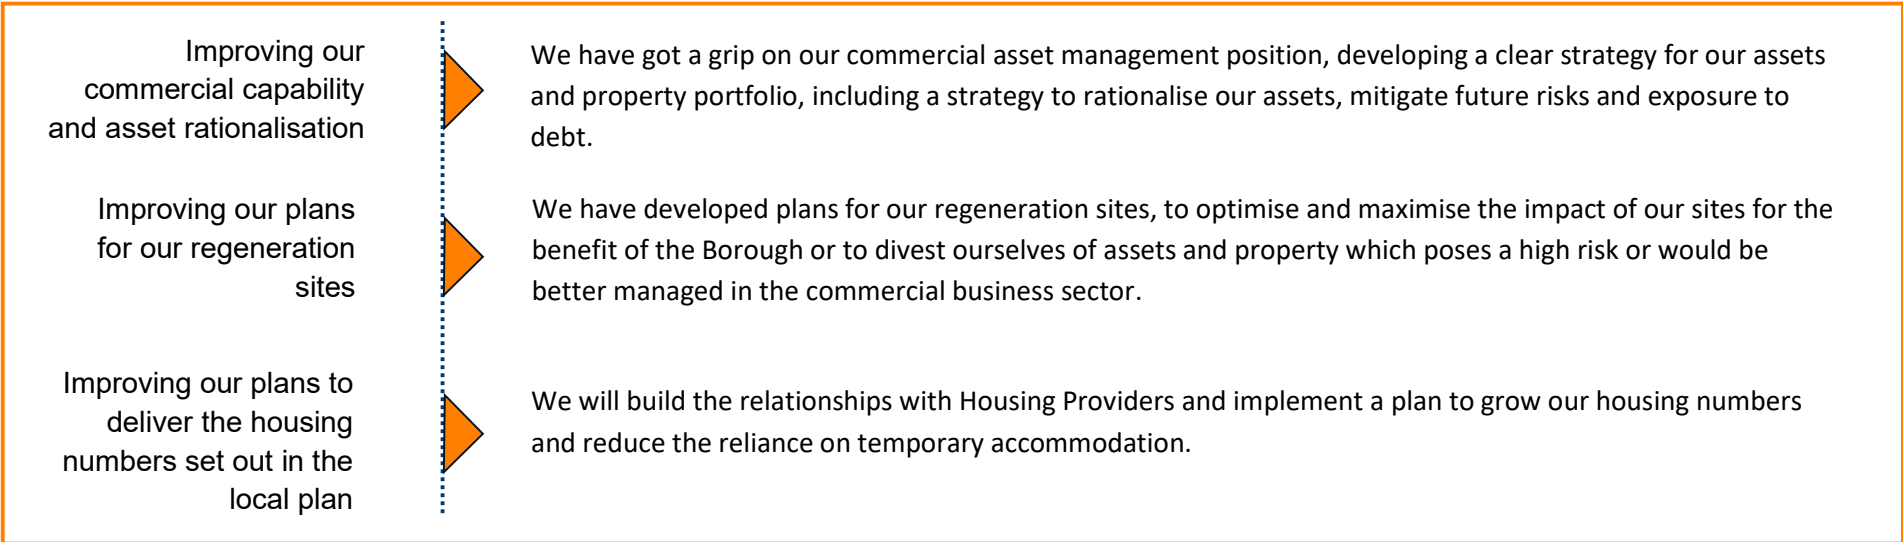 Improving our
commercial capability
and asset rationalisation
We have got a grip on our commercial asset management position, developing a clear strategy for our assets
and property portfolio, including a strategy to rationalise our assets, mitigate future risks and exposure to
debt.
Improving our plans
for our regeneration
sites
We have developed plans for our regeneration sites, to optimise and maximise the impact of our sites for the
benefit of the Borough or to divest ourselves of assets and property which poses a high risk or would be
better managed in the commercial business sector.
Improving our plans to
deliver the housing
numbers set out in the
local plan
We will build the relationships with Housing Providers and implement a plan to grow our housing numbers
and reduce the reliance on temporary accommodation.